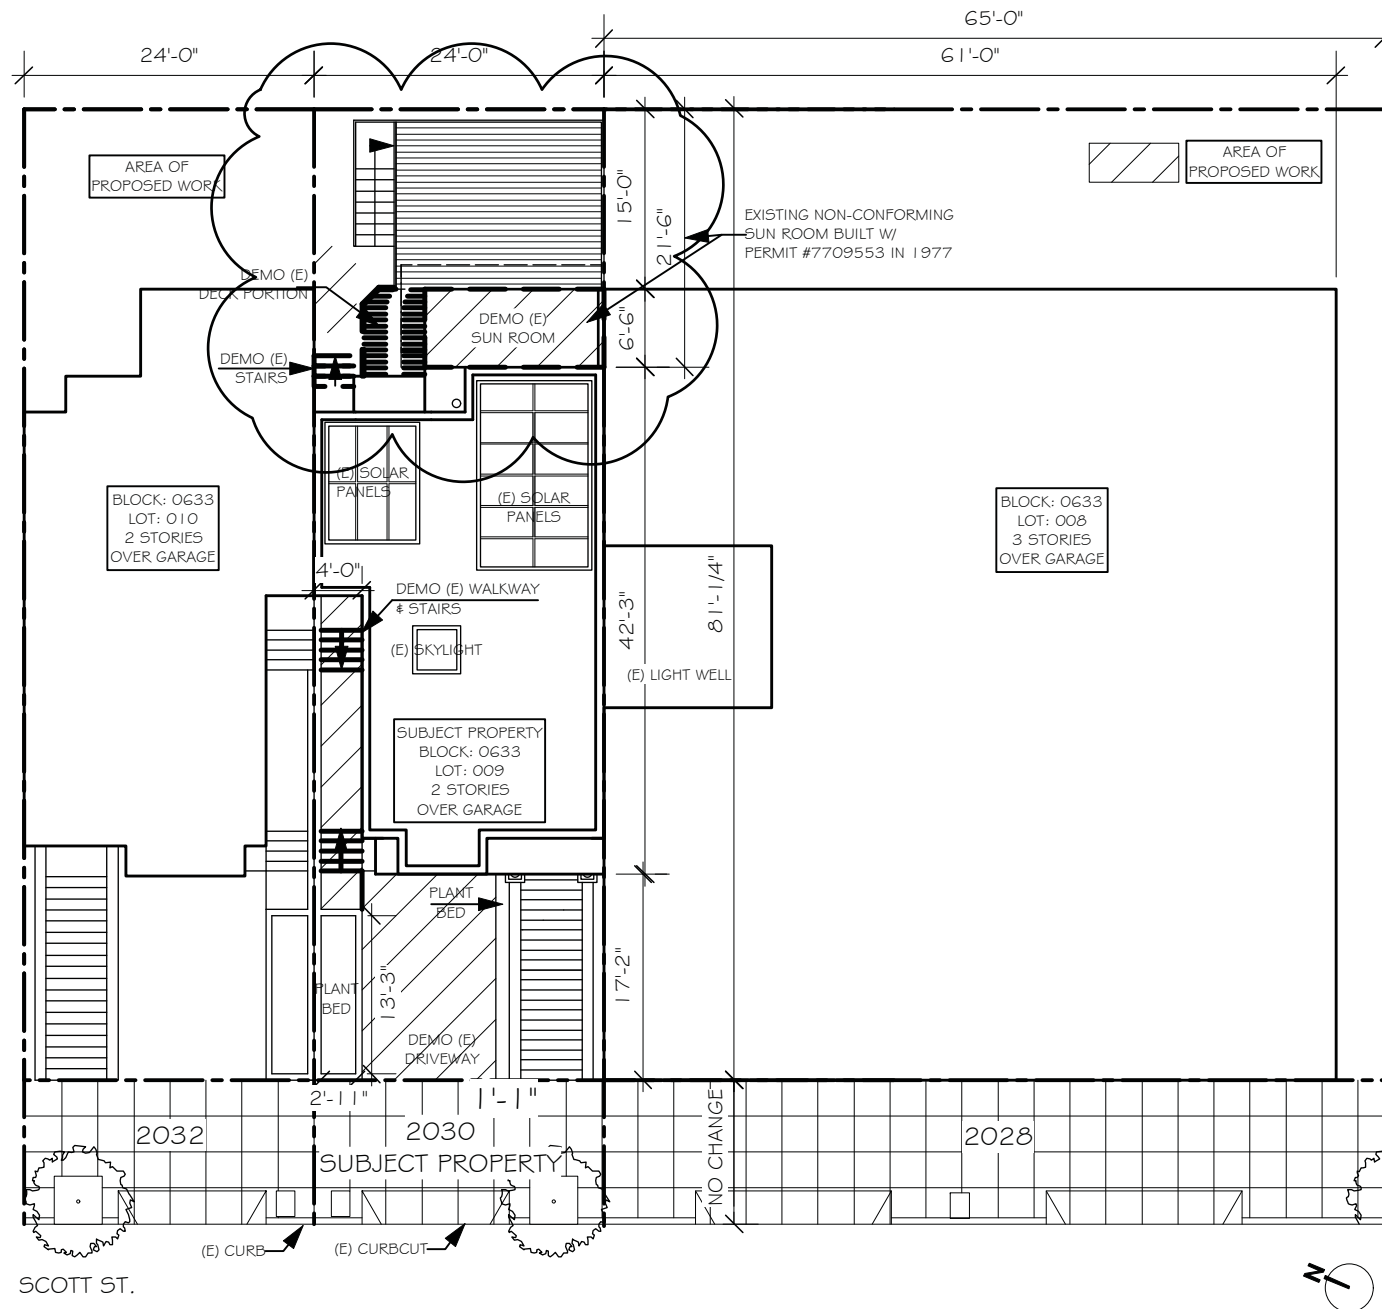 65'-0"
24'-0"
24'-0"
61'-0"
AREA OF
PROPOSED WORK
AREA OF
PROPOSED WORK
15'-0"
21'-6"
EXISTING NON-CONFORMING
SUN ROOM BUILT W/
PERMIT #7709553 IN 1977
DEMO (E)
DECK PORTION
DEMO (E)
SUN ROOM
6'-6"
DEMO (E)
STAIRS
(E) SOLAR
PANELS
(E) SOLAR
PANELS
BLOCK: 0633
LOT: 010
2 STORIES
OVER GARAGE
BLOCK: 0633
LOT: 008
3 STORIES
OVER GARAGE
4'-0"
DEMO (E) WALKWAY
& STAIRS
42'-3"
81'-1/4"
(E) SKYLIGHT
(E) LIGHT WELL
SUBJECT PROPERTY
BLOCK: 0633
LOT: 009
2 STORIES
OVER GARAGE
PLANT
BED
17'-2"
PLANT
BED
13'-3"
DEMO (E)
DRIVEWAY
2'-11"
1'-1"
NO CHANGE
2032
2030
SUBJECT PROPERTY
2028
(E) CURB
(E) CURBCUT
SCOTT ST.
N